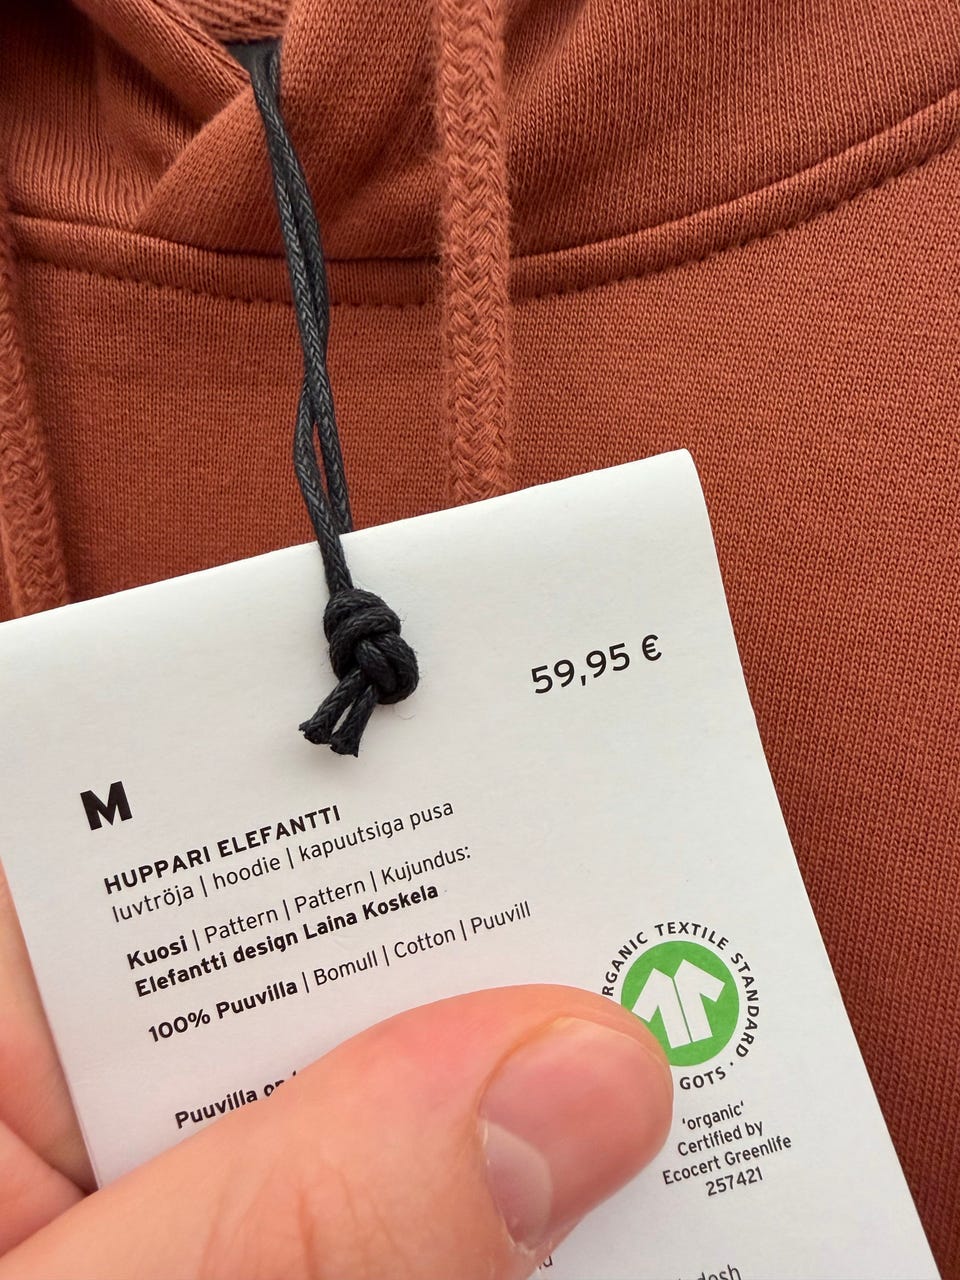 59,95 €
M
HUPPARI ELEFANTTI
luvtröja | hoodie | kapuutsiga pusa
Kuosi | Pattern | Pattern | Kujundus:
Elefantti design Laina Koskela
100% Puuvilla | Bomull | Cotton | Puuvill
Puuvilla
TEXTILE STANDARD · GOTS
'organic'
Certified by
Ecocert Greenlife
257421